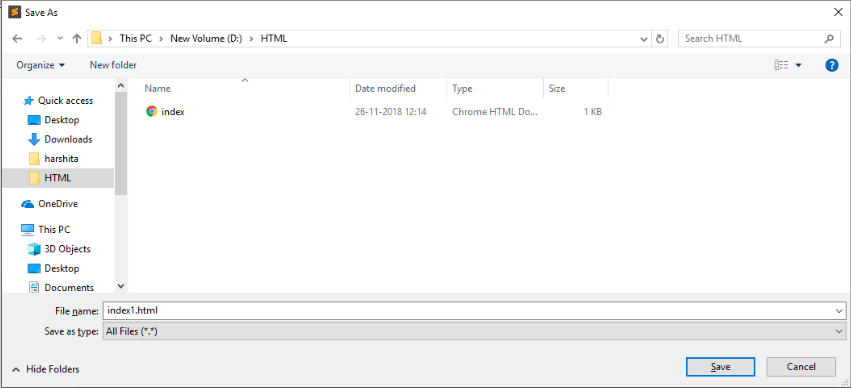 Save As
This PC > New Volume (D:) > HTML
Search HTML
Organize
New folder
Name Date modified Type Size
index 26-11-2018 12:14 Chrome HTML Do... 1 KB
Quick access
Desktop
Downloads
harshita
HTML
OneDrive
This PC
3D Objects
Desktop
Documents
File name: index1.html
Save as type: All Files (*.*)
Hide Folders
Save
Cancel